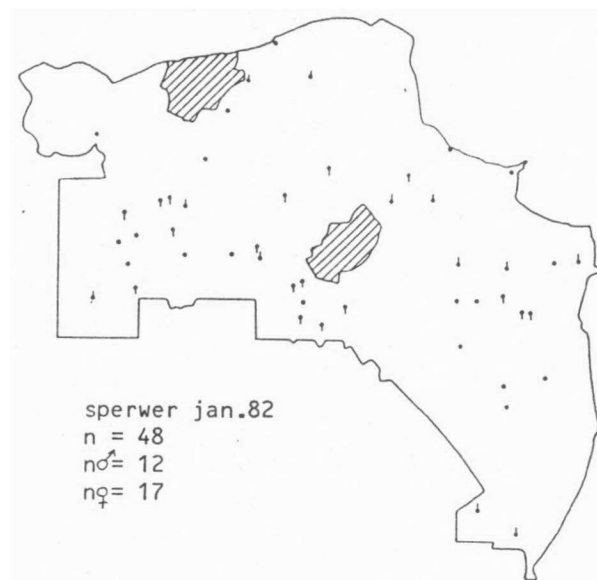 sperwer jan.82
n = 48
n♂= 12
n♀= 17